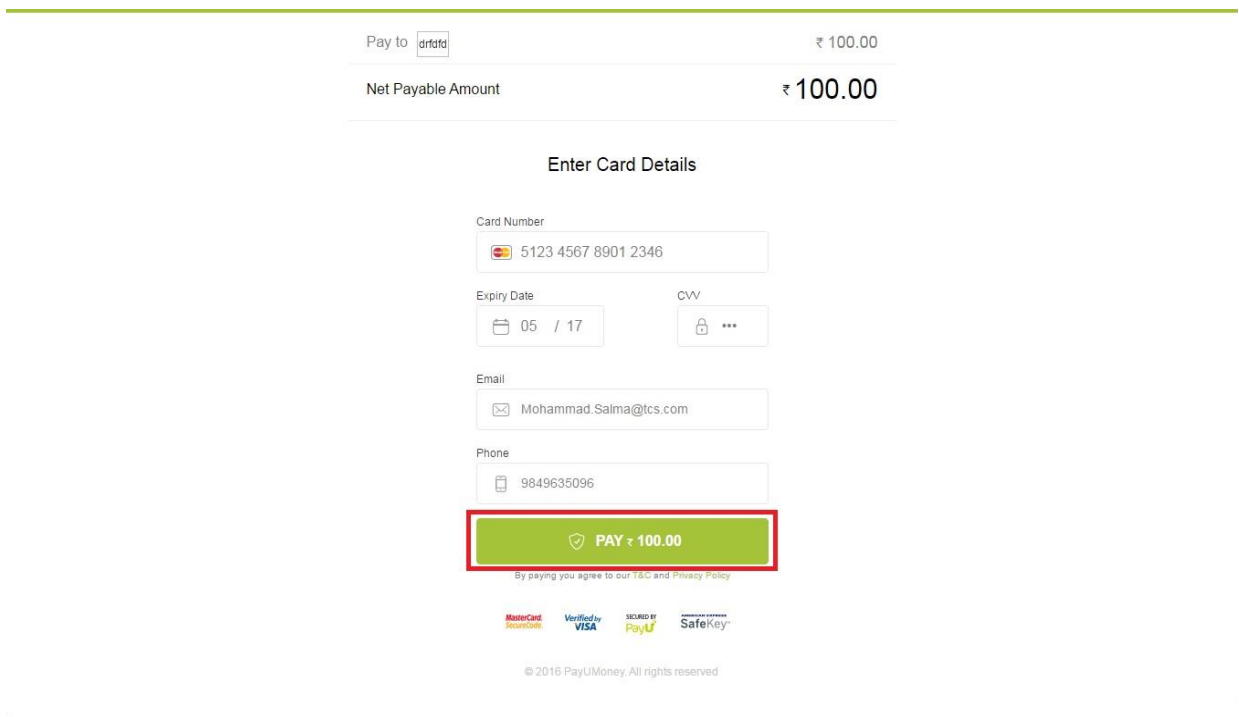 Pay to drfdfd ₹ 100.00
Net Payable Amount ₹ 100.00
Enter Card Details
Card Number
5123 4567 8901 2346
Expiry Date CVV
05 / 17 •••
Email
Mohammad.Salma@tcs.com
Phone
9849635096
PAY ₹ 100.00
By paying you agree to our T&C and Privacy Policy
MasterCard. SecureCode.
Verified by VISA
SECURED BY PayU
AMERICAN EXPRESS SafeKey
© 2016 PayUMoney, All rights reserved